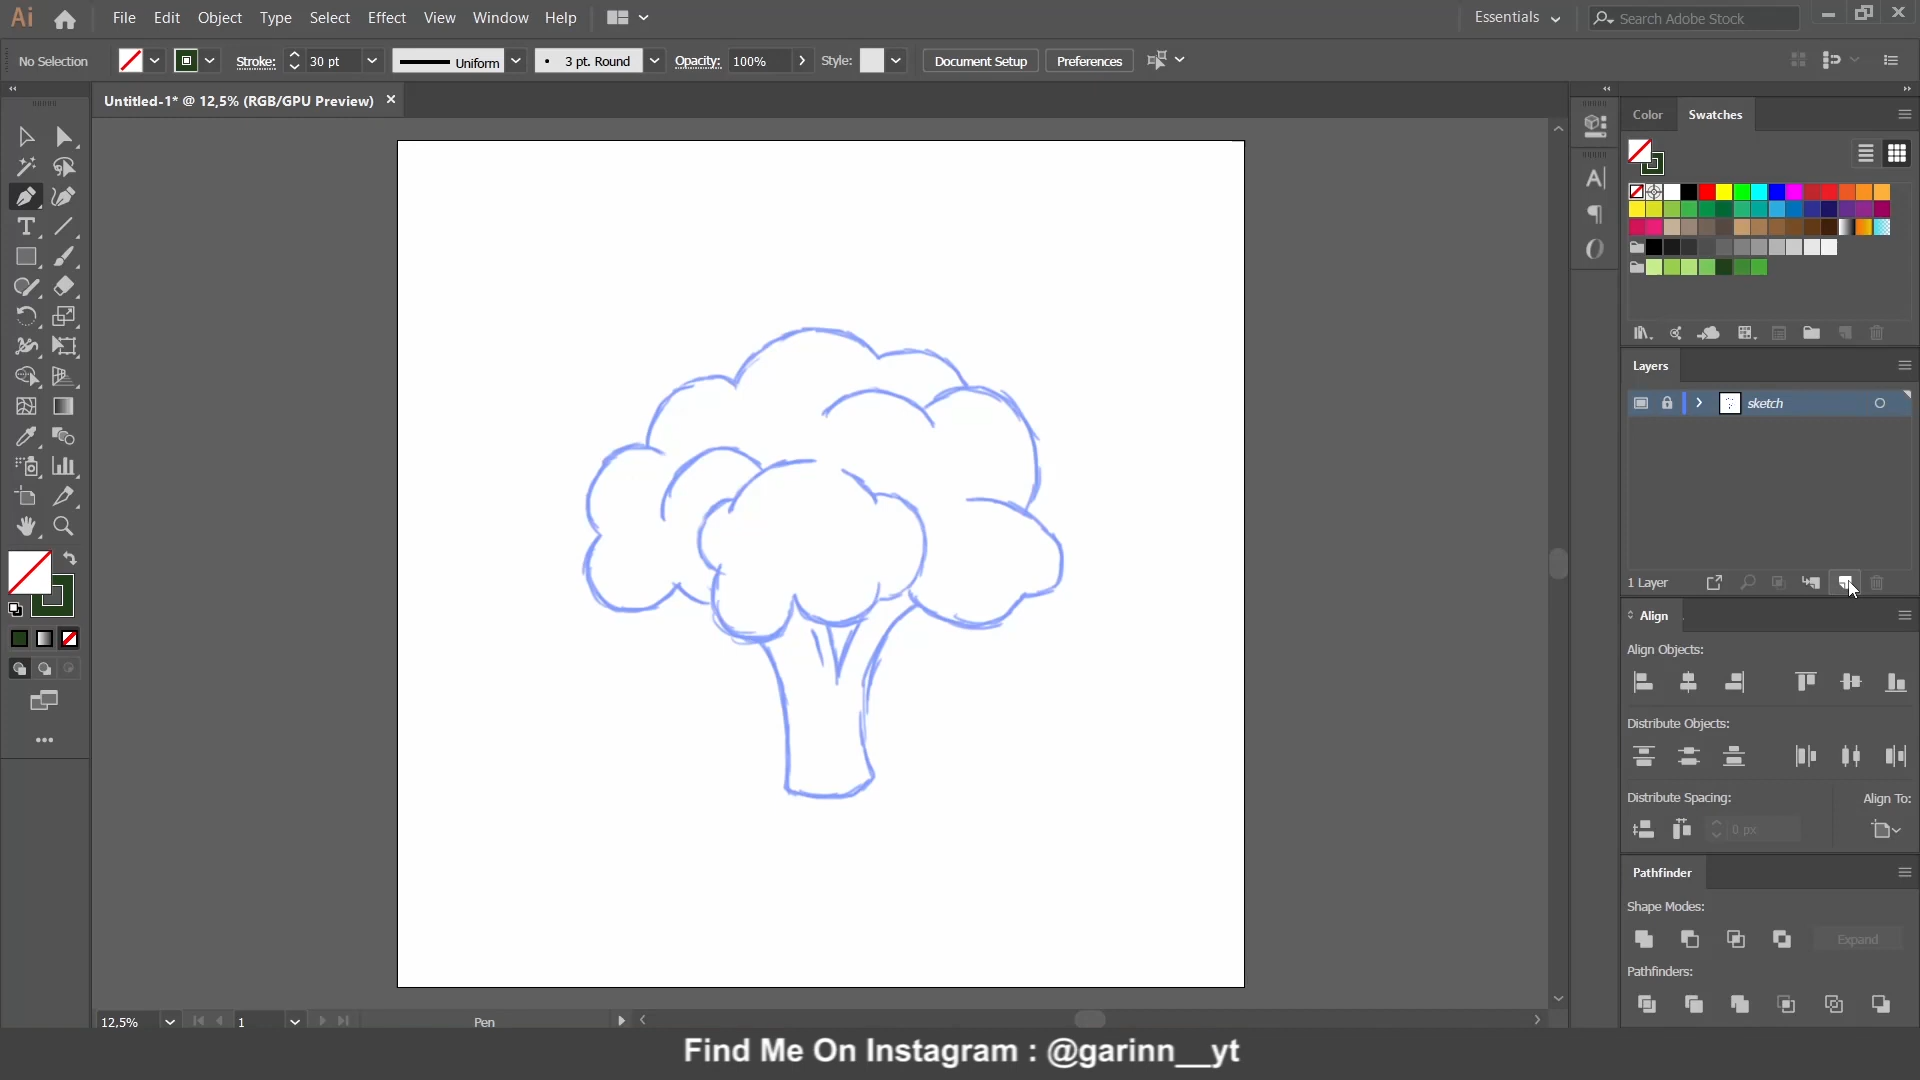 Ai File Edit Object Type Select Effect View Window Help Essentials Search Adobe Stock
No Selection Stroke: 30 pt Uniform 3 pt. Round Opacity: 100% Style: Document Setup Preferences
Untitled-1* @ 12,5% (RGB/GPU Preview)
Color Swatches
Layers
sketch
1 Layer
Align
Align Objects:
Distribute Objects:
Distribute Spacing: Align To:
0 px
Pathfinder
Shape Modes:
Expand
Pathfinders:
12,5% 1 Pen
Find Me On Instagram : @garinn__yt